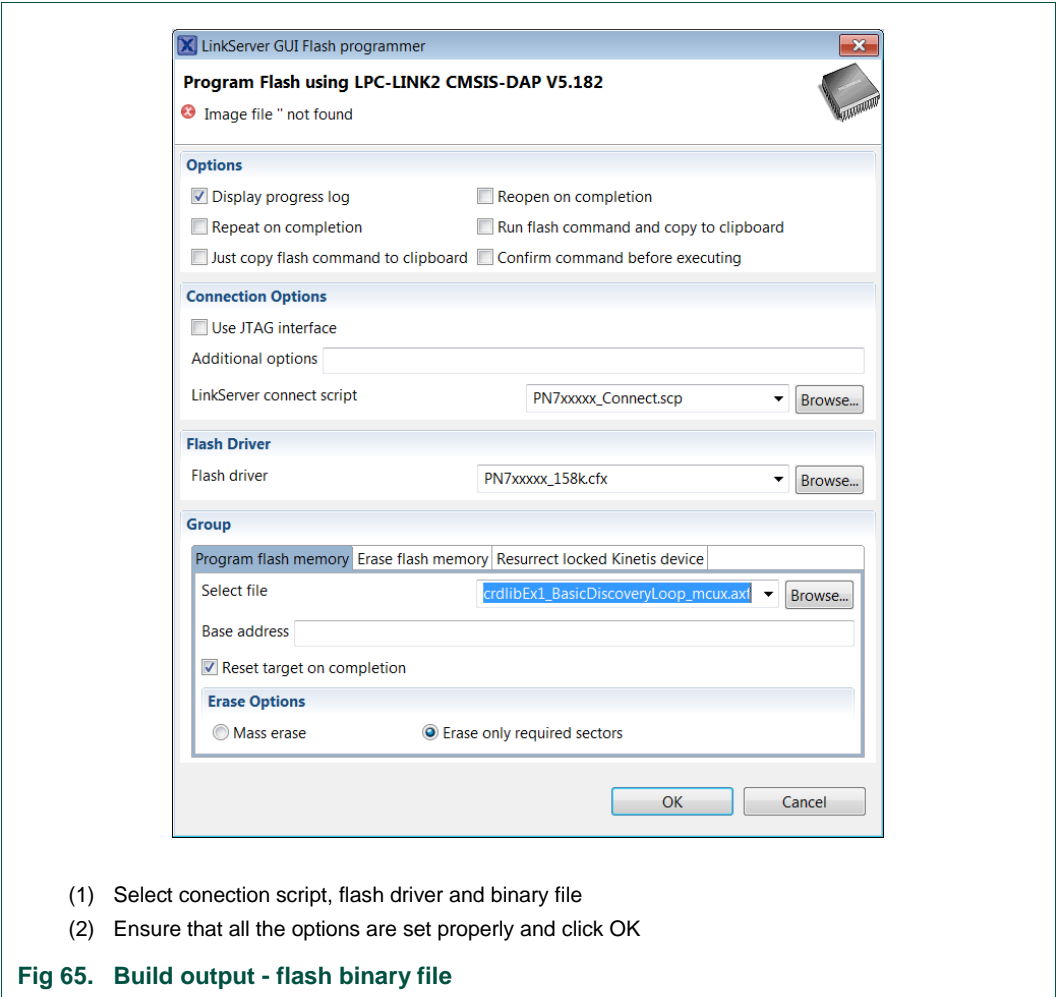 LinkServer GUI Flash programmer
Program Flash using LPC-LINK2 CMSIS-DAP V5.182
Image file '' not found
Options
Display progress log
Reopen on completion
Repeat on completion
Run flash command and copy to clipboard
Just copy flash command to clipboard
Confirm command before executing
Connection Options
Use JTAG interface
Additional options
LinkServer connect script
PN7xxxxx_Connect.scp
Browse...
Flash Driver
Flash driver
PN7xxxxx_158k.cfx
Browse...
Group
Program flash memory
Erase flash memory
Resurrect locked Kinetis device
Select file
crdlibEx1_BasicDiscoveryLoop_mcux.axf
Browse...
Base address
Reset target on completion
Erase Options
Mass erase
Erase only required sectors
OK
Cancel
(1) Select conection script, flash driver and binary file
(2) Ensure that all the options are set properly and click OK
Fig 65. Build output - flash binary file